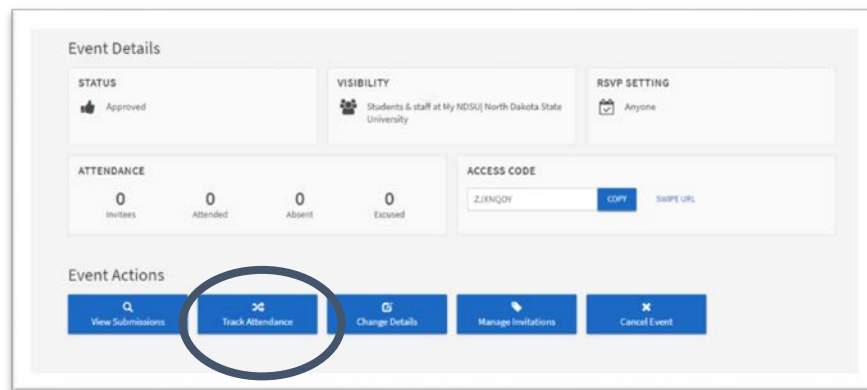 Event Details
STATUS
Approved
VISIBILITY
Students & staff at My NDSU| North Dakota State
University
RSVP SETTING
Anyone
ATTENDANCE
0
Invitees
0
Attended
0
Absent
0
Excused
ACCESS CODE
ZJXNQDY
COPY
SWIPE URL
Event Actions
View Submissions
Track Attendance
Change Details
Manage Invitations
Cancel Event